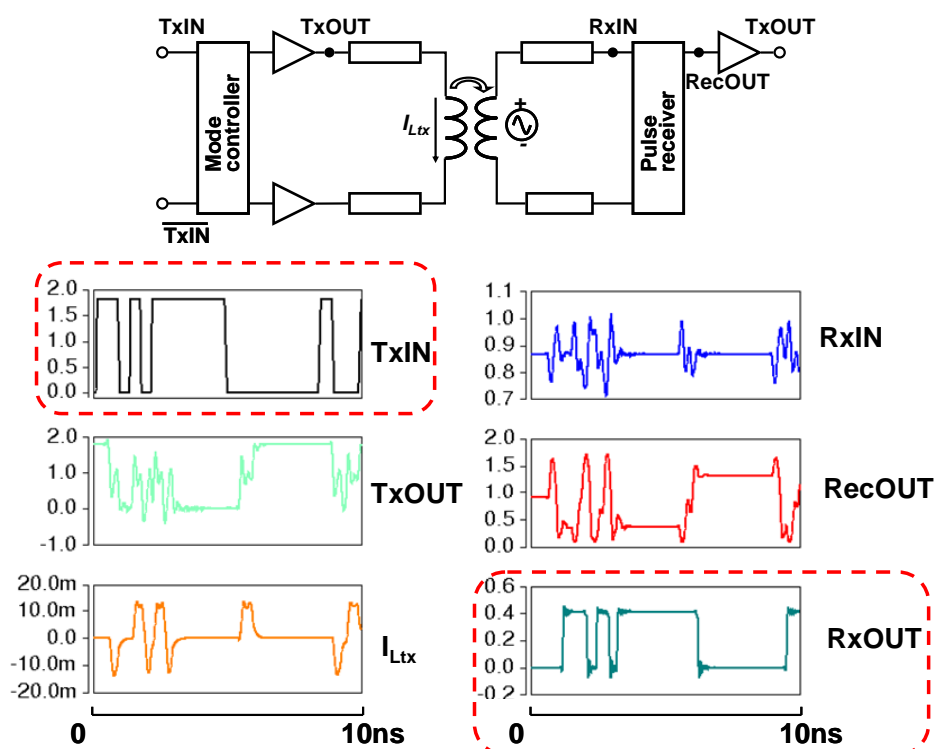 TxIN TxOUT RxIN TxOUT
RecOUT
Mode controller
I_Ltx
+
-
Pulse receiver
TxIN
2.0
1.5
1.0
0.5
0.0
TxIN
1.1
1.0
0.9
0.8
0.7
RxIN
2.0
1.0
0.0
-1.0
TxOUT
2.0
1.5
1.0
0.5
0.0
RecOUT
20.0m
10.0
0.0
-10.0
-20.0m
I_Ltx
0.6
0.4
0.2
0.0
-0.2
RxOUT
0 10ns
0 10ns